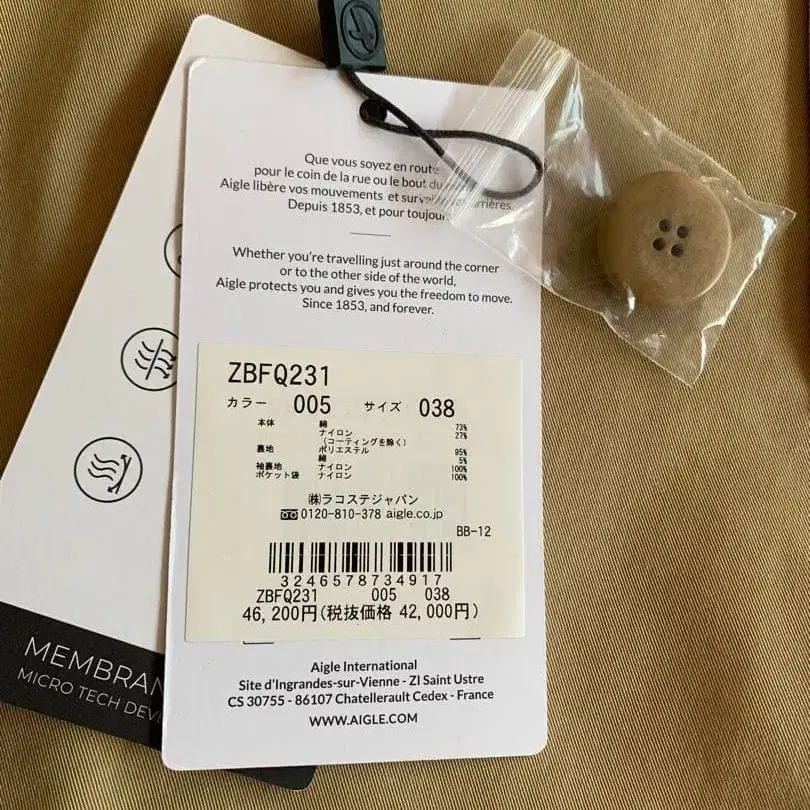 Que vous soyez en route
pour le coin de la rue ou le bout du
Aigle libère vos mouvements et
Depuis 1853, et pour toujours
Whether you're travelling just around the corner
or to the other side of the world,
Aigle protects you and gives you the freedom to move.
Since 1853, and forever.
ZBFQ231
カラー 005 サイズ 038
本体 綿 73%
ナイロン 27%
(コーティングを除く)
裏地 ポリエステル 95%
綿 5%
袖裏地 ナイロン 100%
ポケット袋 ナイロン 100%
㈱ラコステジャパン
0120-810-378 aigle.co.jp
BB-12
3246578734917
ZBFQ231 005 038
46,200円(税抜価格 42,000円)
Aigle International
Site d'Ingrandes-sur-Vienne - ZI Saint Ustre
CS 30755 - 86107 Chatellerault Cedex - France
WWW.AIGLE.COM
MEMBRAN
MICRO TECH DEV